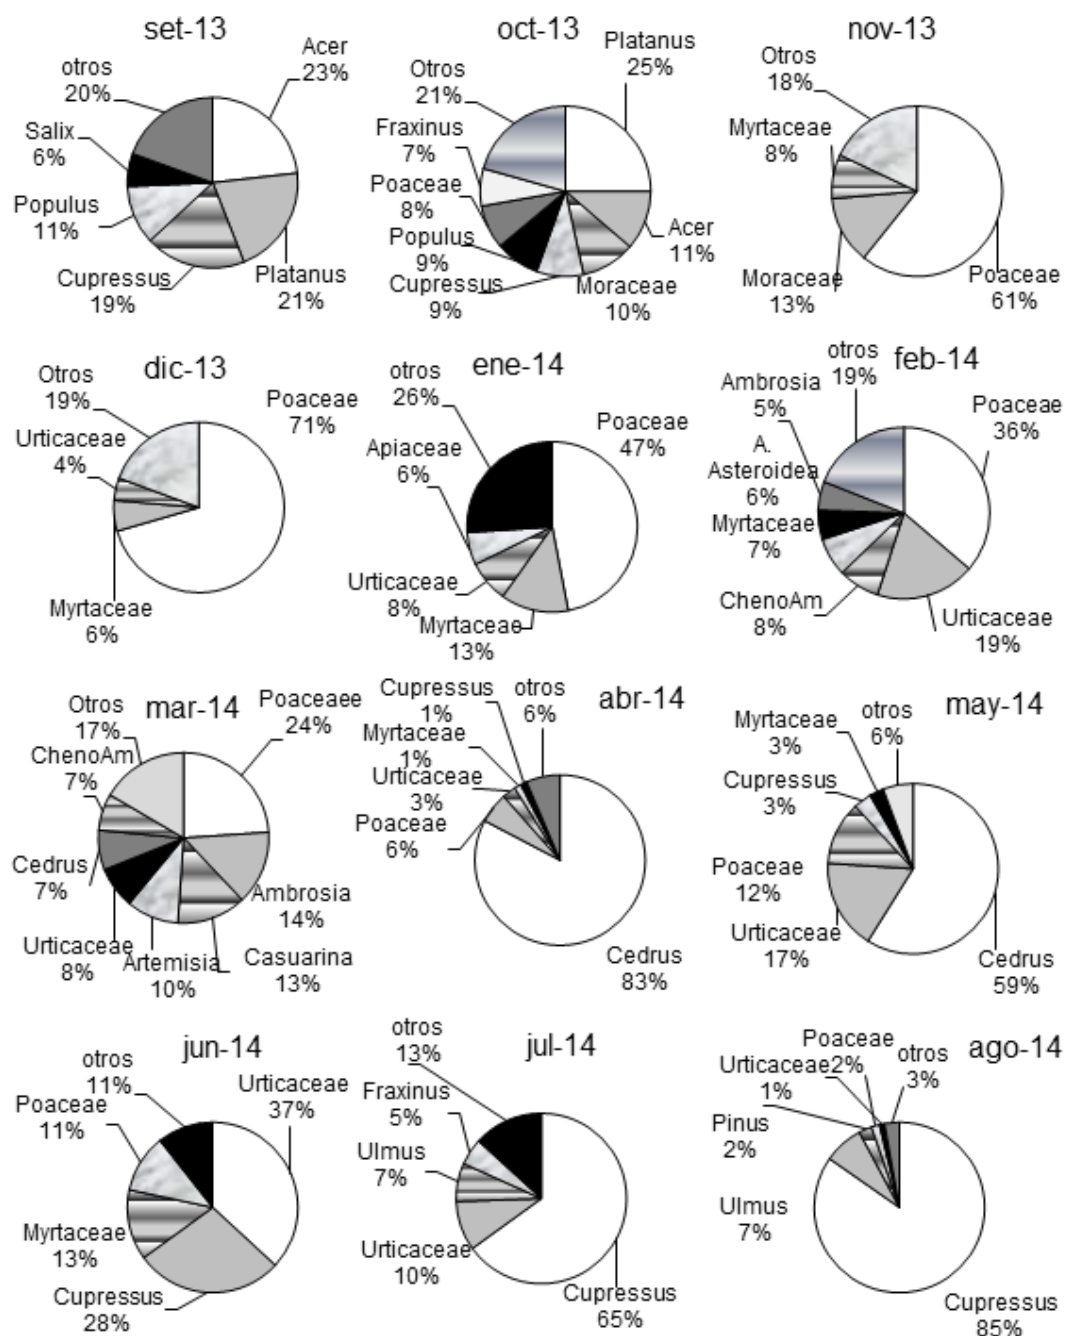 set-13
Acer
23%
Platanus
21%
Cupressus
19%
Populus
11%
Salix
6%
otros
20%
oct-13
Platanus
25%
Acer
11%
Moraceae
10%
Cupressus
9%
Populus
9%
Poaceae
8%
Fraxinus
7%
Otros
21%
nov-13
Poaceae
61%
Moraceae
13%
Myrtaceae
8%
Otros
18%
dic-13
Poaceae
71%
Myrtaceae
6%
Urticaceae
4%
Otros
19%
ene-14
Poaceae
47%
Myrtaceae
13%
Urticaceae
8%
Apiaceae
6%
otros
26%
feb-14
Poaceae
36%
Urticaceae
19%
ChenoAm
8%
Myrtaceae
7%
A.
Asteroidea
6%
Ambrosia
5%
otros
19%
mar-14
Poaceaee
24%
Ambrosia
14%
Casuarina
13%
Artemisia
10%
Urticaceae
8%
Cedrus
7%
ChenoAm
7%
Otros
17%
abr-14
Cedrus
83%
Poaceae
6%
Urticaceae
3%
Myrtaceae
1%
Cupressus
1%
otros
6%
may-14
Cedrus
59%
Urticaceae
17%
Poaceae
12%
Cupressus
3%
Myrtaceae
3%
otros
6%
jun-14
Urticaceae
37%
Cupressus
28%
Myrtaceae
13%
Poaceae
11%
otros
11%
jul-14
Cupressus
65%
Urticaceae
10%
Ulmus
7%
Fraxinus
5%
otros
13%
ago-14
Cupressus
85%
Ulmus
7%
Pinus
2%
Urticaceae
1%
Poaceae
2%
otros
3%